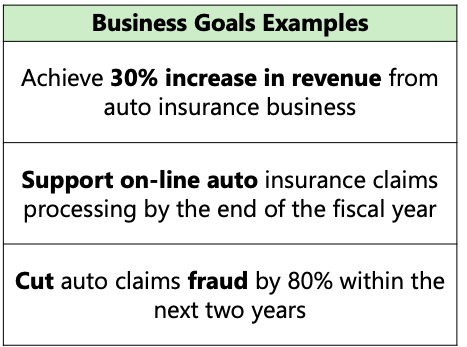 Business Goals Examples
Achieve 30% increase in revenue from
auto insurance business
Support on-line auto insurance claims
processing by the end of the fiscal year
Cut auto claims fraud by 80% within the
next two years